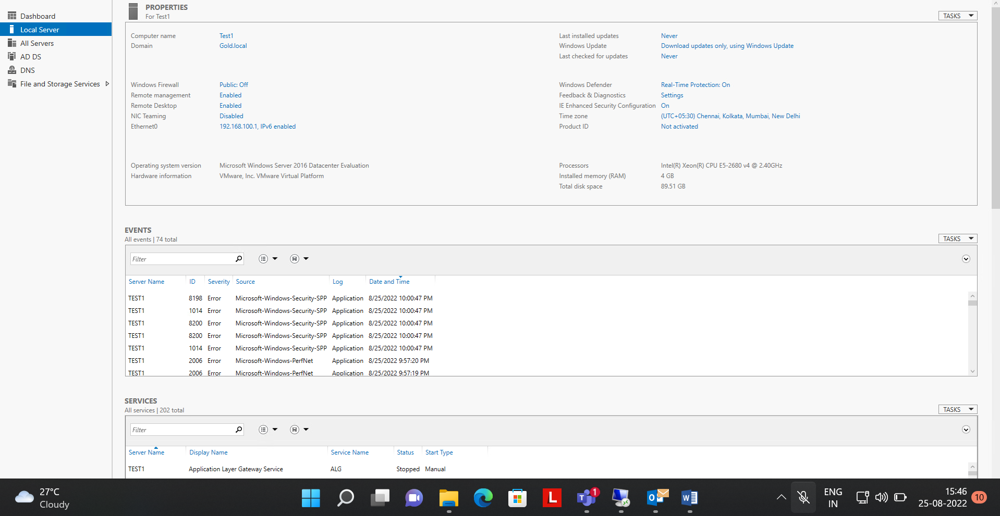 Dashboard
Local Server
All Servers
AD DS
DNS
File and Storage Services
PROPERTIES
For Test1
TASKS
Computer name Test1
Domain Gold.local
Last installed updates Never
Windows Update Download updates only, using Windows Update
Last checked for updates Never
Windows Firewall Public: Off
Remote management Enabled
Remote Desktop Enabled
NIC Teaming Disabled
Ethernet0 192.168.100.1, IPv6 enabled
Windows Defender Real-Time Protection: On
Feedback & Diagnostics Settings
IE Enhanced Security Configuration On
Time zone (UTC+05:30) Chennai, Kolkata, Mumbai, New Delhi
Product ID Not activated
Operating system version Microsoft Windows Server 2016 Datacenter Evaluation
Hardware information VMware, Inc. VMware Virtual Platform
Processors Intel(R) Xeon(R) CPU E5-2680 v4 @ 2.40GHz
Installed memory (RAM) 4 GB
Total disk space 89.51 GB
EVENTS
All events | 74 total
TASKS
Filter
Server Name ID Severity Source Log Date and Time
TEST1 8198 Error Microsoft-Windows-Security-SPP Application 8/25/2022 10:00:47 PM
TEST1 1014 Error Microsoft-Windows-Security-SPP Application 8/25/2022 10:00:47 PM
TEST1 8200 Error Microsoft-Windows-Security-SPP Application 8/25/2022 10:00:47 PM
TEST1 8200 Error Microsoft-Windows-Security-SPP Application 8/25/2022 10:00:47 PM
TEST1 1014 Error Microsoft-Windows-Security-SPP Application 8/25/2022 10:00:47 PM
TEST1 2006 Error Microsoft-Windows-PerfNet Application 8/25/2022 9:57:20 PM
TEST1 2006 Error Microsoft-Windows-PerfNet Application 8/25/2022 9:57:19 PM
SERVICES
All services | 202 total
TASKS
Filter
Server Name Display Name Service Name Status Start Type
TEST1 Application Layer Gateway Service ALG Stopped Manual
27°C
Cloudy
L
T
1
O
W
ENG
IN
15:46
25-08-2022
10